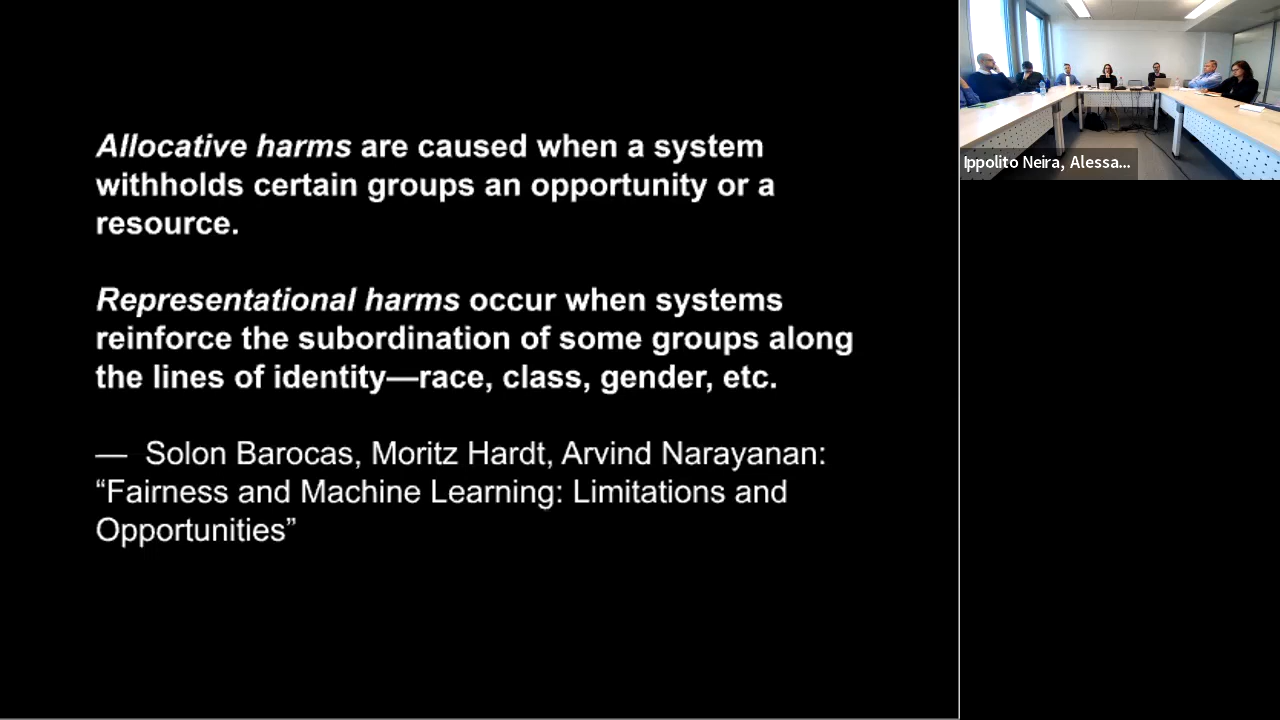 Allocative harms are caused when a system
withholds certain groups an opportunity or a
resource.
Representational harms occur when systems
reinforce the subordination of some groups along
the lines of identity—race, class, gender, etc.
— Solon Barocas, Moritz Hardt, Arvind Narayanan:
“Fairness and Machine Learning: Limitations and
Opportunities”
Ippolito Neira, Alessa...